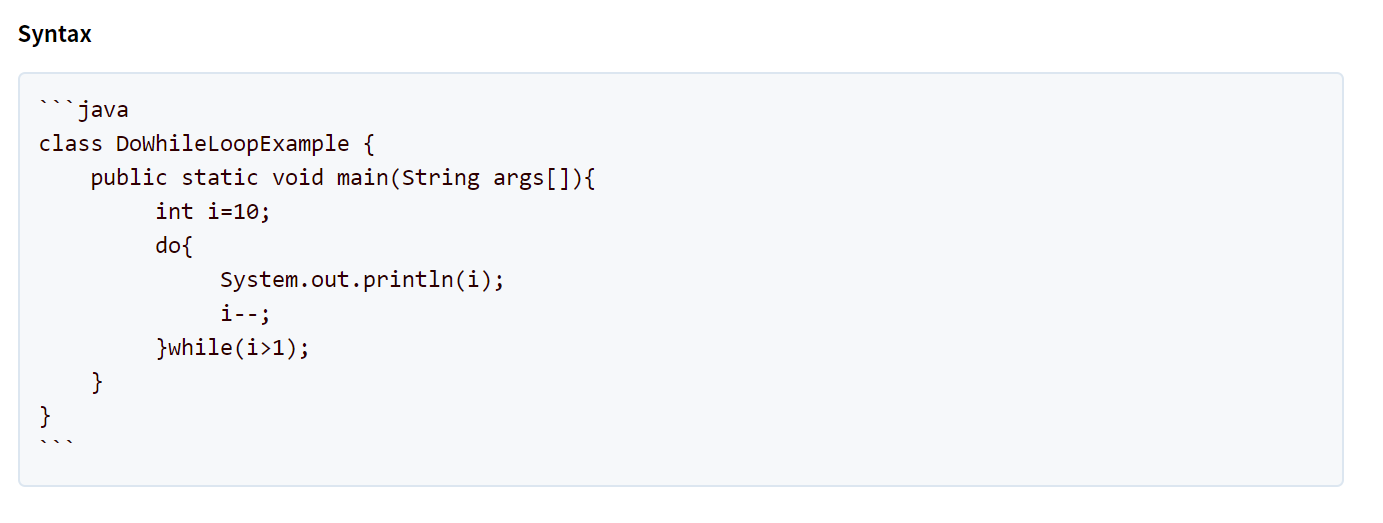 Syntax
```java
class DoWhileLoopExample {
    public static void main(String args[]){
         int i=10;
         do{
              System.out.println(i);
              i--;
         }while(i>1);
    }
}
```